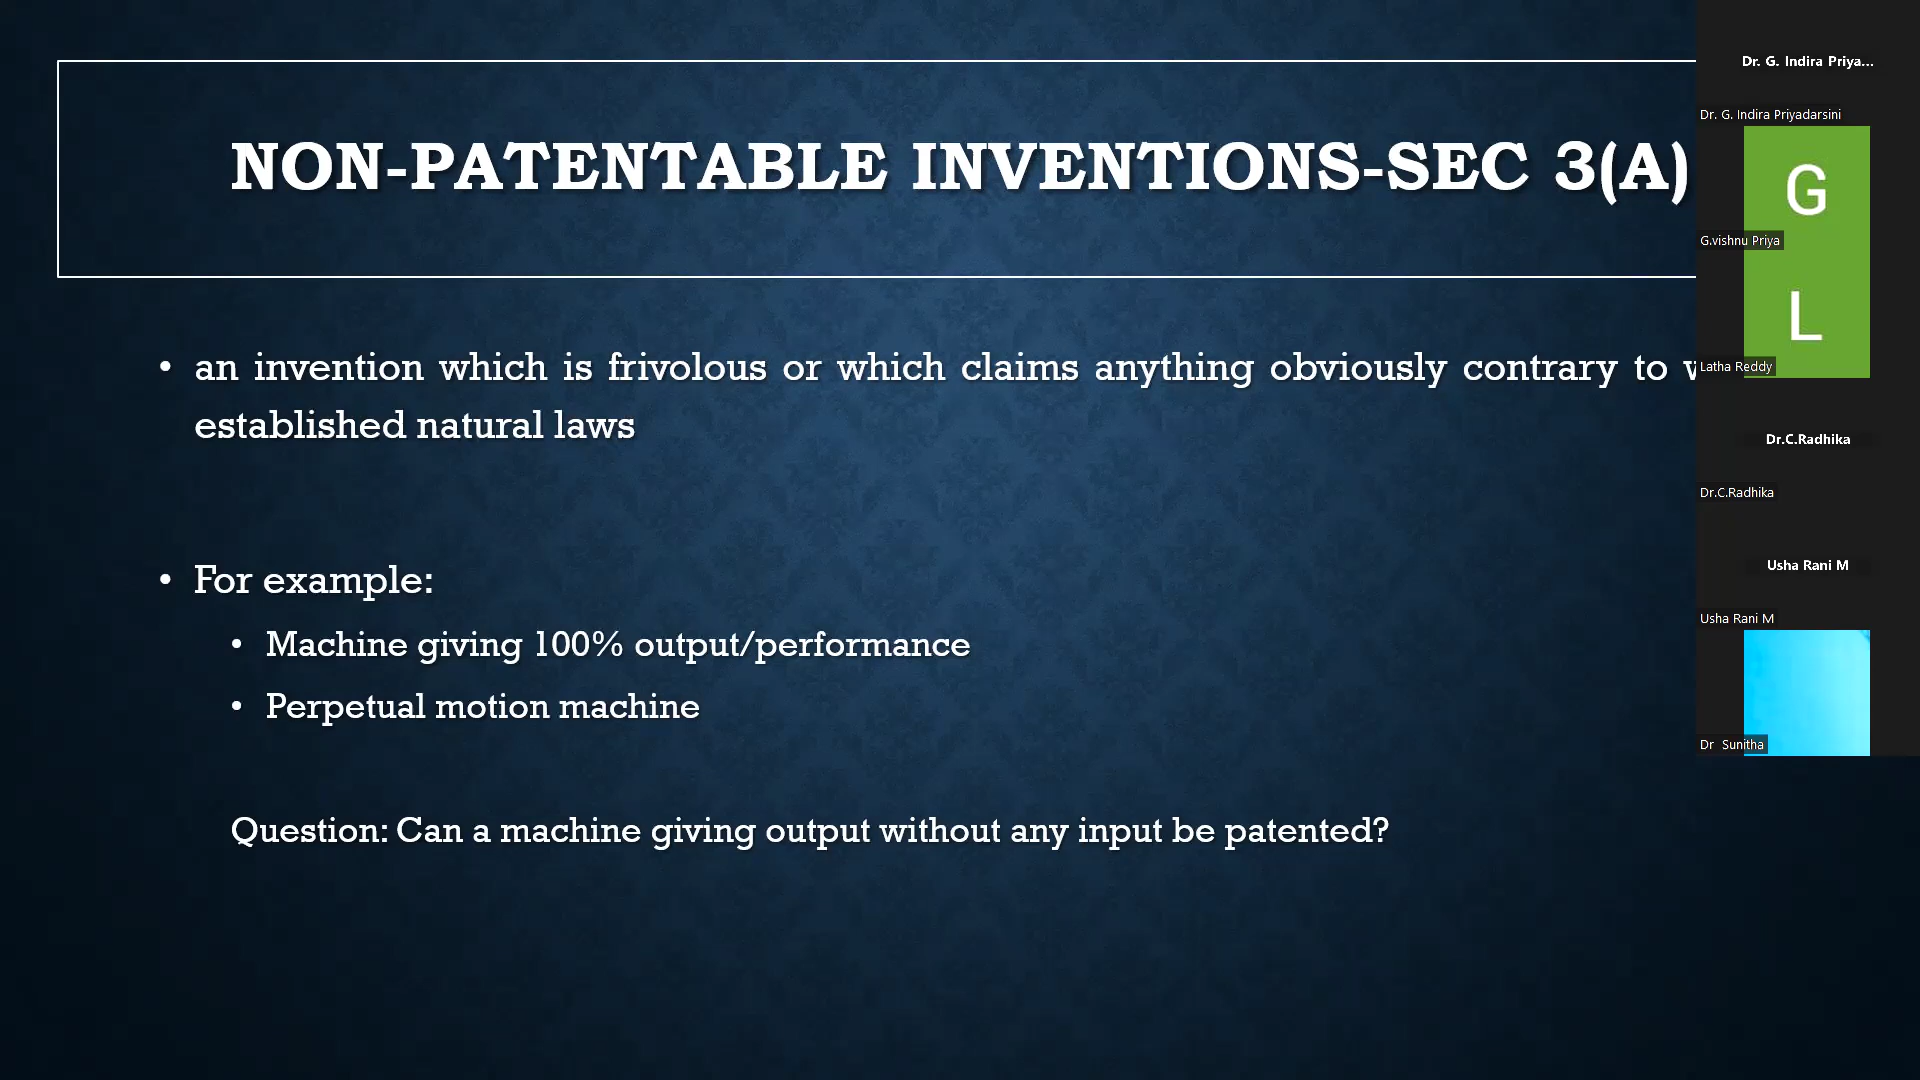 NON-PATENTABLE INVENTIONS-SEC 3(A)
• an invention which is frivolous or which claims anything obviously contrary to
established natural laws
• For example:
• Machine giving 100% output/performance
• Perpetual motion machine
Question: Can a machine giving output without any input be patented?
Dr. G. Indira Priya...
Dr. G. Indira Priyadarsini
G
G.vishnu Priya
L
Latha Reddy
Dr.C.Radhika
Dr.C.Radhika
Usha Rani M
Usha Rani M
Dr Sunitha